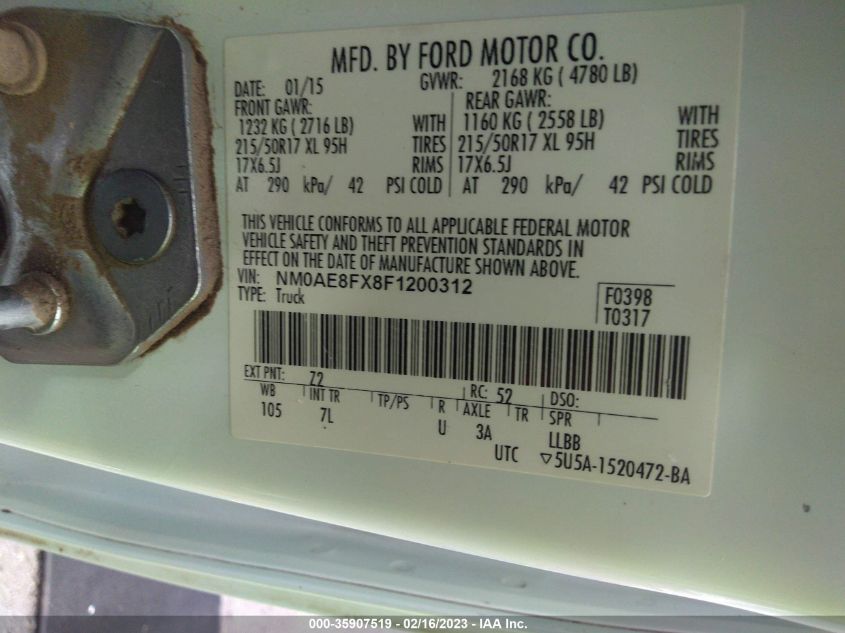 MFD. BY FORD MOTOR CO.
DATE: 01/15 GVWR: 2168 KG ( 4780 LB)
FRONT GAWR: REAR GAWR:
1232 KG ( 2716 LB) WITH 1160 KG ( 2558 LB) WITH
215/50R17 XL 95H TIRES 215/50R17 XL 95H TIRES
17X6.5J RIMS 17X6.5J RIMS
AT 290 kPa/ 42 PSI COLD AT 290 kPa/ 42 PSI COLD
THIS VEHICLE CONFORMS TO ALL APPLICABLE FEDERAL MOTOR
VEHICLE SAFETY AND THEFT PREVENTION STANDARDS IN
EFFECT ON THE DATE OF MANUFACTURE SHOWN ABOVE.
VIN: NM0AE8FX8F1200312
TYPE: Truck
F0398
T0317
EXT PNT: Z2 RC: 52 DSO:
WB INT TR TP/PS R AXLE TR SPR
105 7L U 3A LLBB
UTC ▽5U5A-1520472-BA
000-35907519 / 02/16/2023 - IAA Inc.